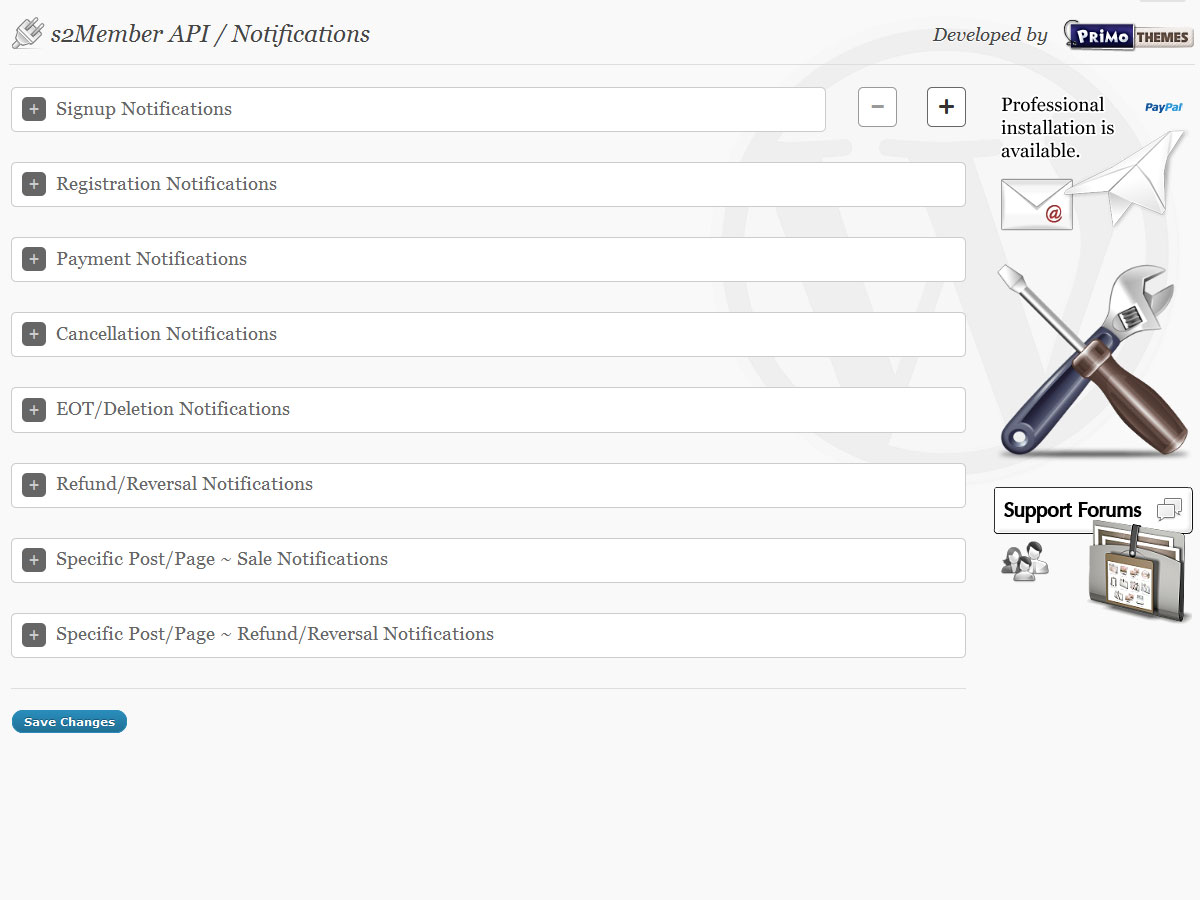 s2Member API / Notifications
Developed by PRiMO THEMES
Signup Notifications
Registration Notifications
Payment Notifications
Cancellation Notifications
EOT/Deletion Notifications
Refund/Reversal Notifications
Specific Post/Page ~ Sale Notifications
Specific Post/Page ~ Refund/Reversal Notifications
Save Changes
Professional
installation is
available.
PayPal
@
Support Forums